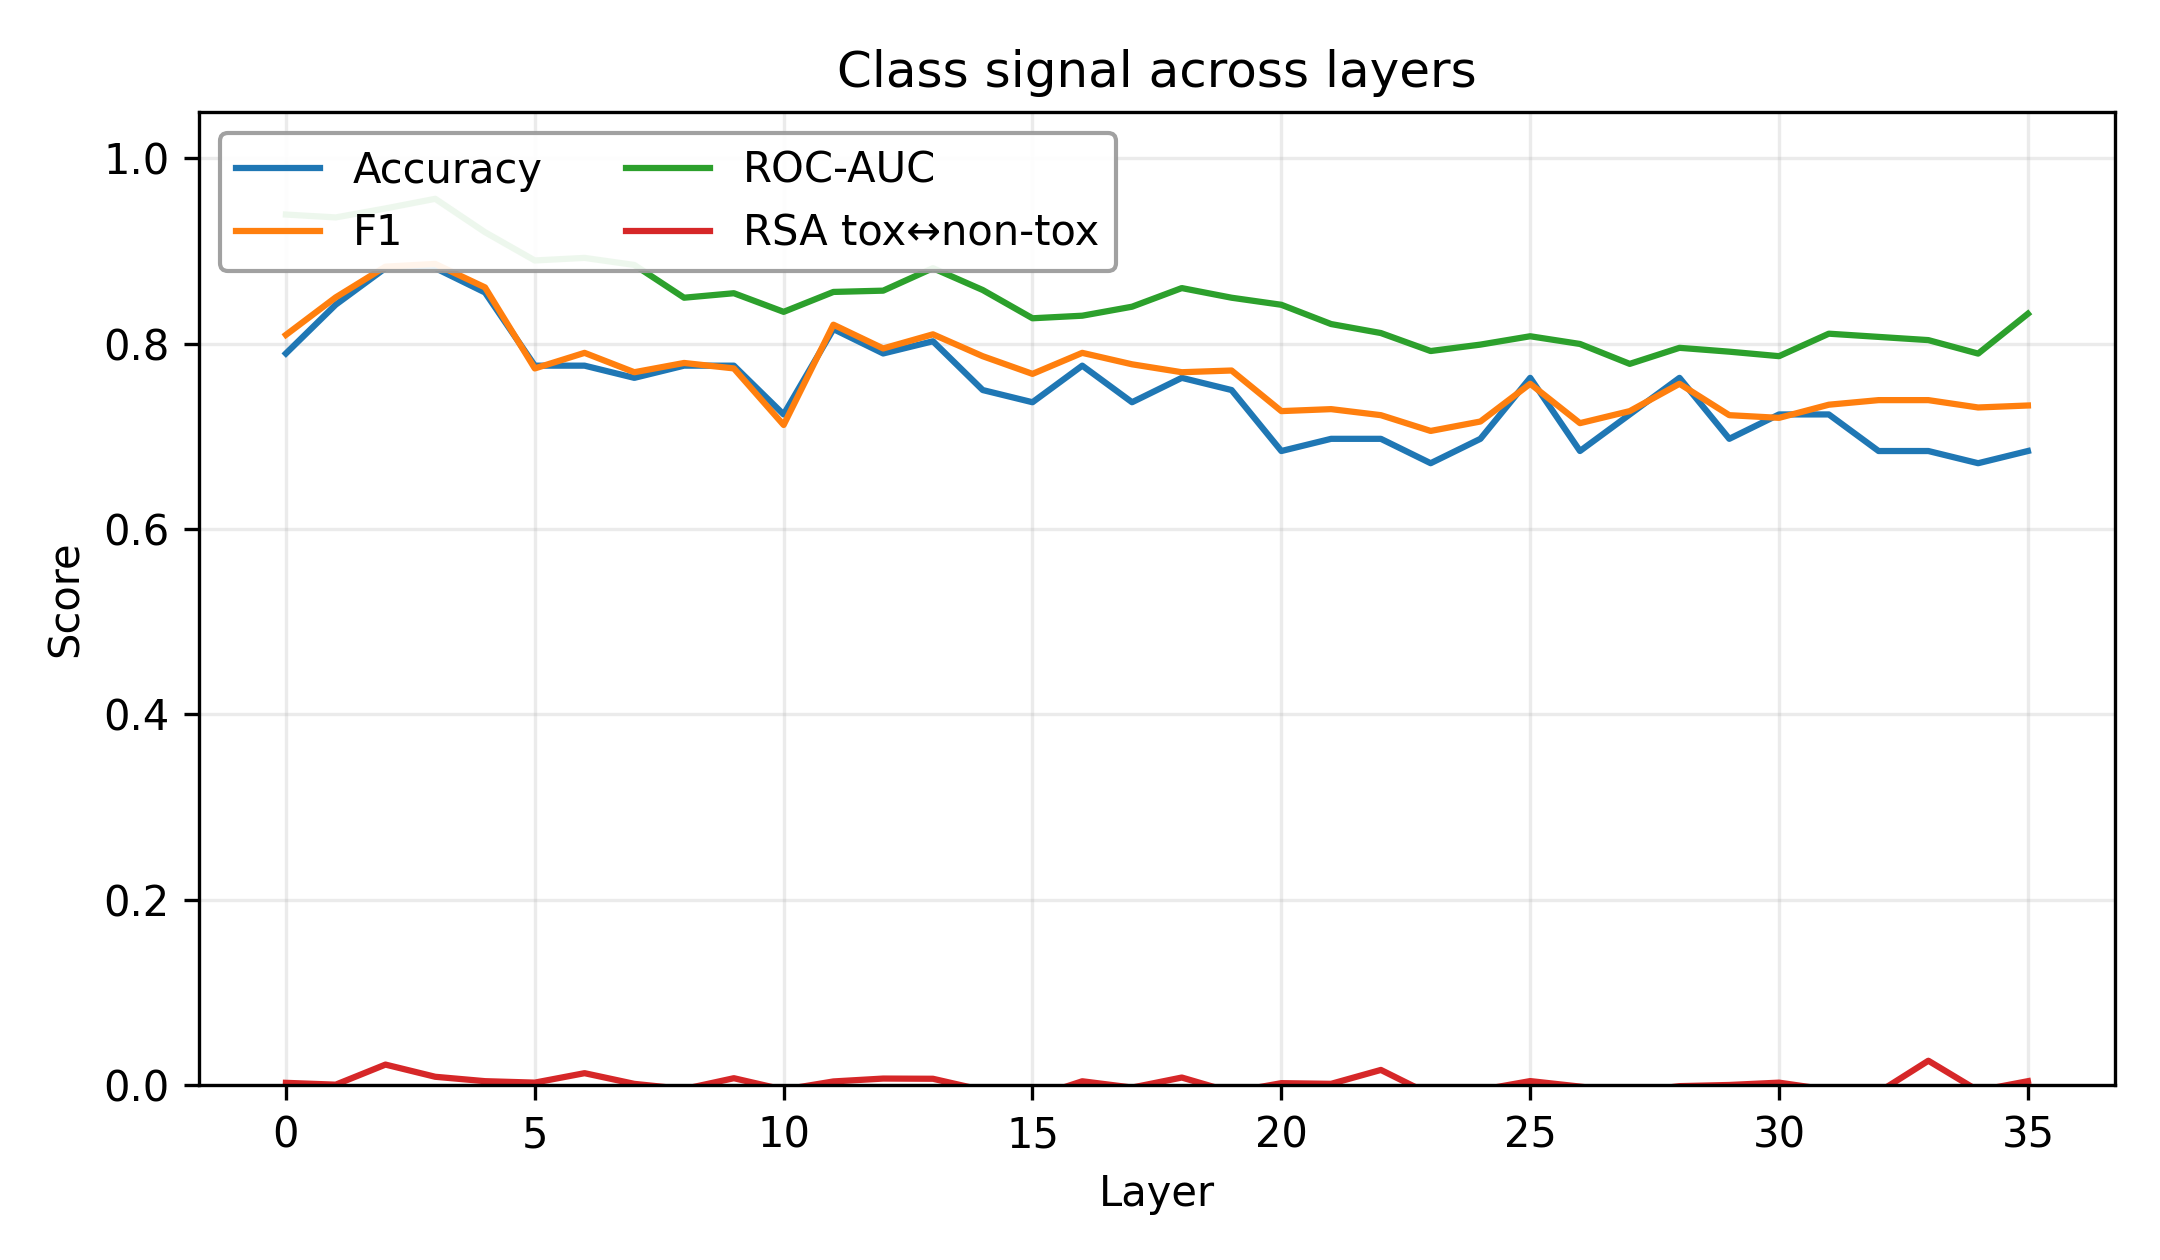 Class signal across layers
Accuracy
F1
ROC-AUC
RSA tox↔non-tox
1.0
0.8
0.6
0.4
0.2
0.0
Score
0 5 10 15 20 25 30 35
Layer